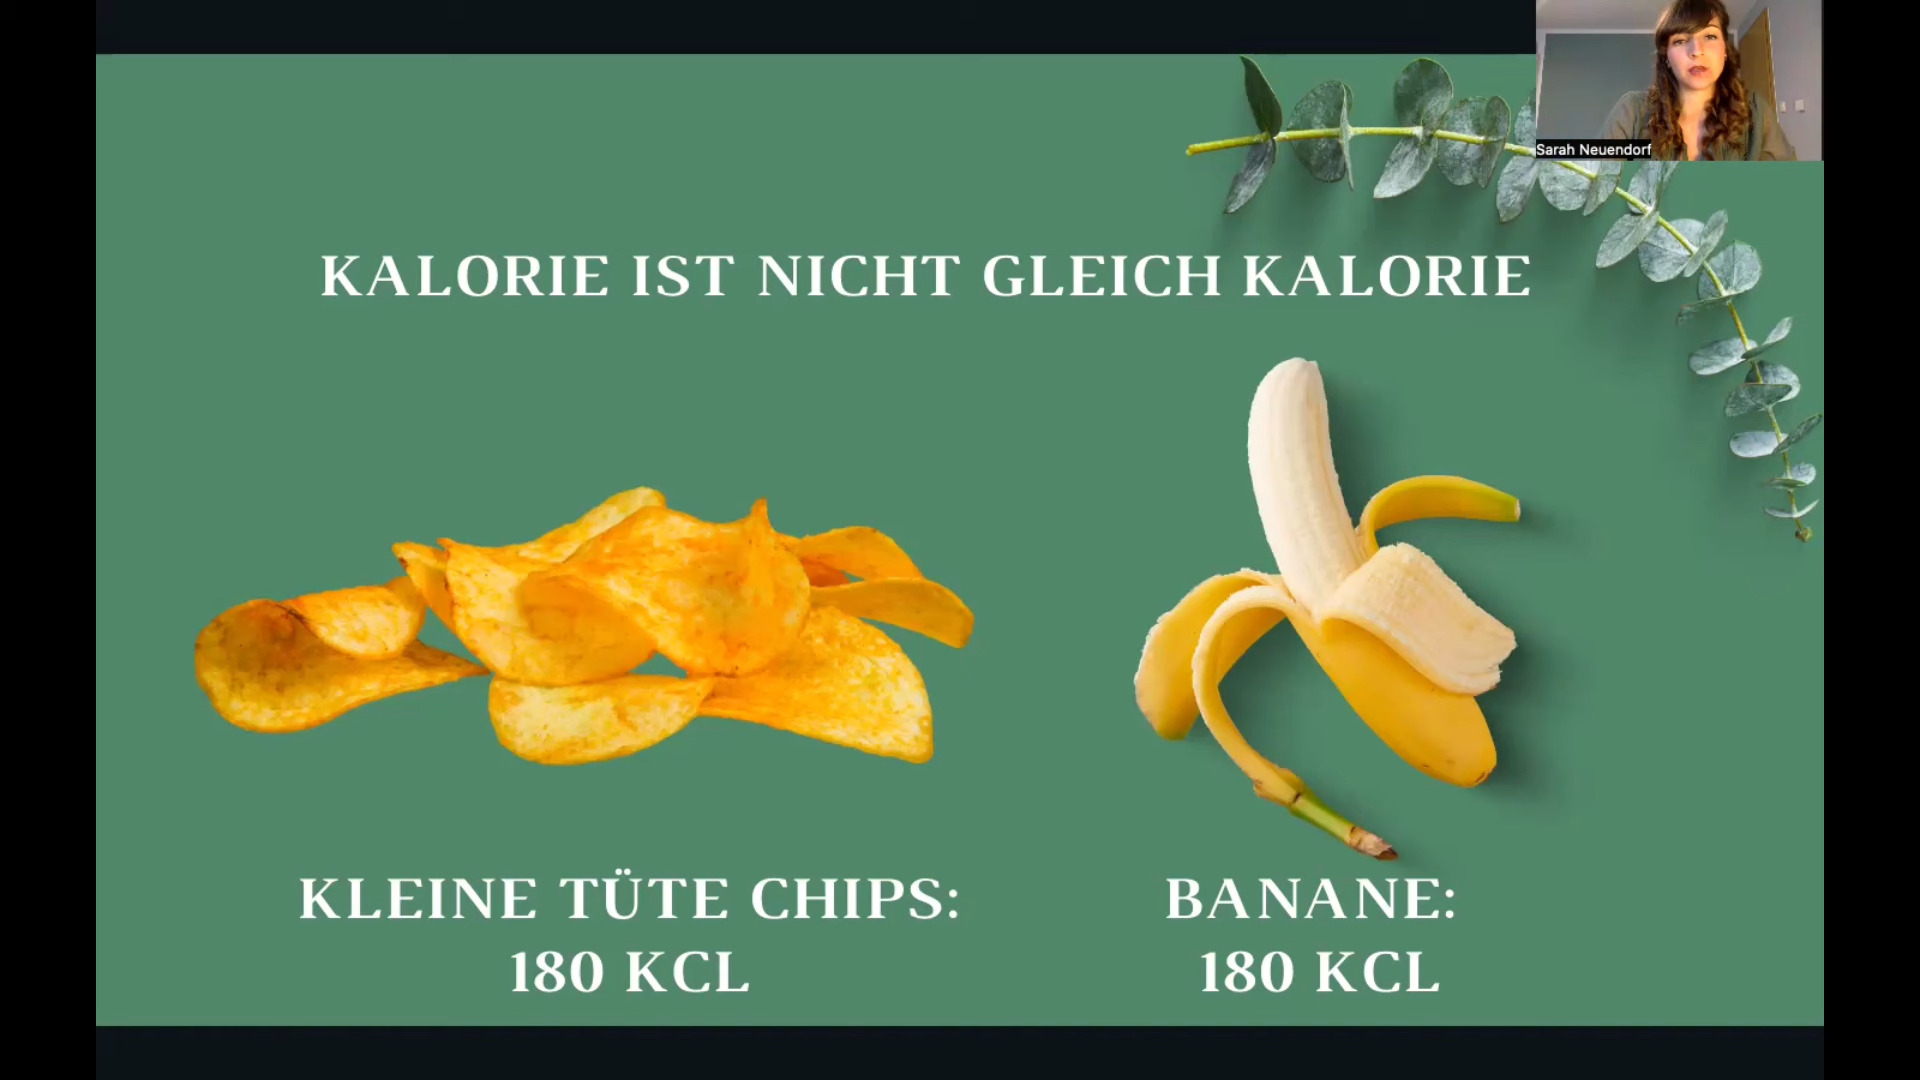 Sarah Neuendorf
KALORIE IST NICHT GLEICH KALORIE
KLEINE TÜTE CHIPS:
180 KCL
BANANE:
180 KCL